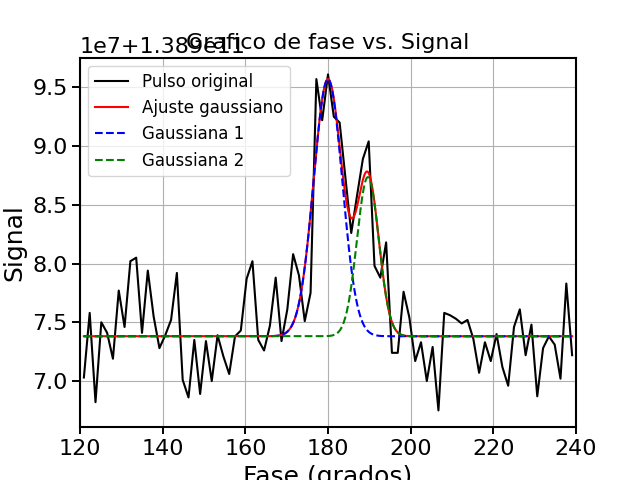 1e7+1.389e11
Grafico de fase vs. Signal
Pulso original
Ajuste gaussiano
Gaussiana 1
Gaussiana 2
Signal
9.5
9.0
8.5
8.0
7.5
7.0
120 140 160 180 200 220 240
Fase (grados)